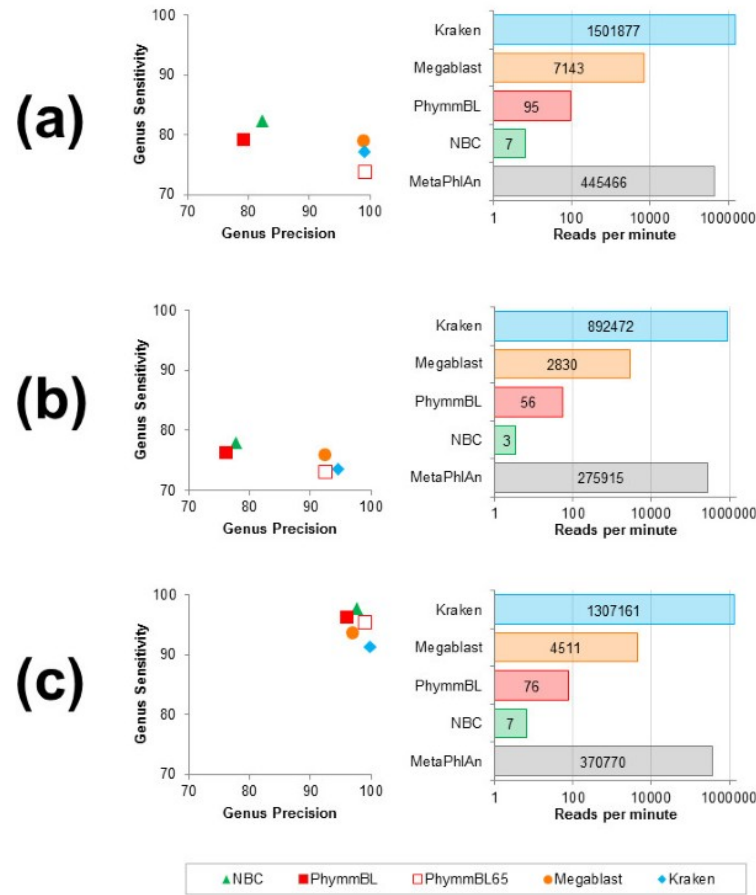 (a)
Genus Sensitivity
100
90
80
70
70 80 90 100
Genus Precision
Kraken 1501877
Megablast 7143
PhymmBL 95
NBC 7
MetaPhlAn 445466
1 100 10000 1000000
Reads per minute
(b)
Genus Sensitivity
100
90
80
70
70 80 90 100
Genus Precision
Kraken 892472
Megablast 2830
PhymmBL 56
NBC 3
MetaPhlAn 275915
1 100 10000 1000000
Reads per minute
(c)
Genus Sensitivity
100
90
80
70
70 80 90 100
Genus Precision
Kraken 1307161
Megablast 4511
PhymmBL 76
NBC 7
MetaPhlAn 370770
1 100 10000 1000000
Reads per minute
NBC PhymmBL PhymmBL65 Megablast Kraken